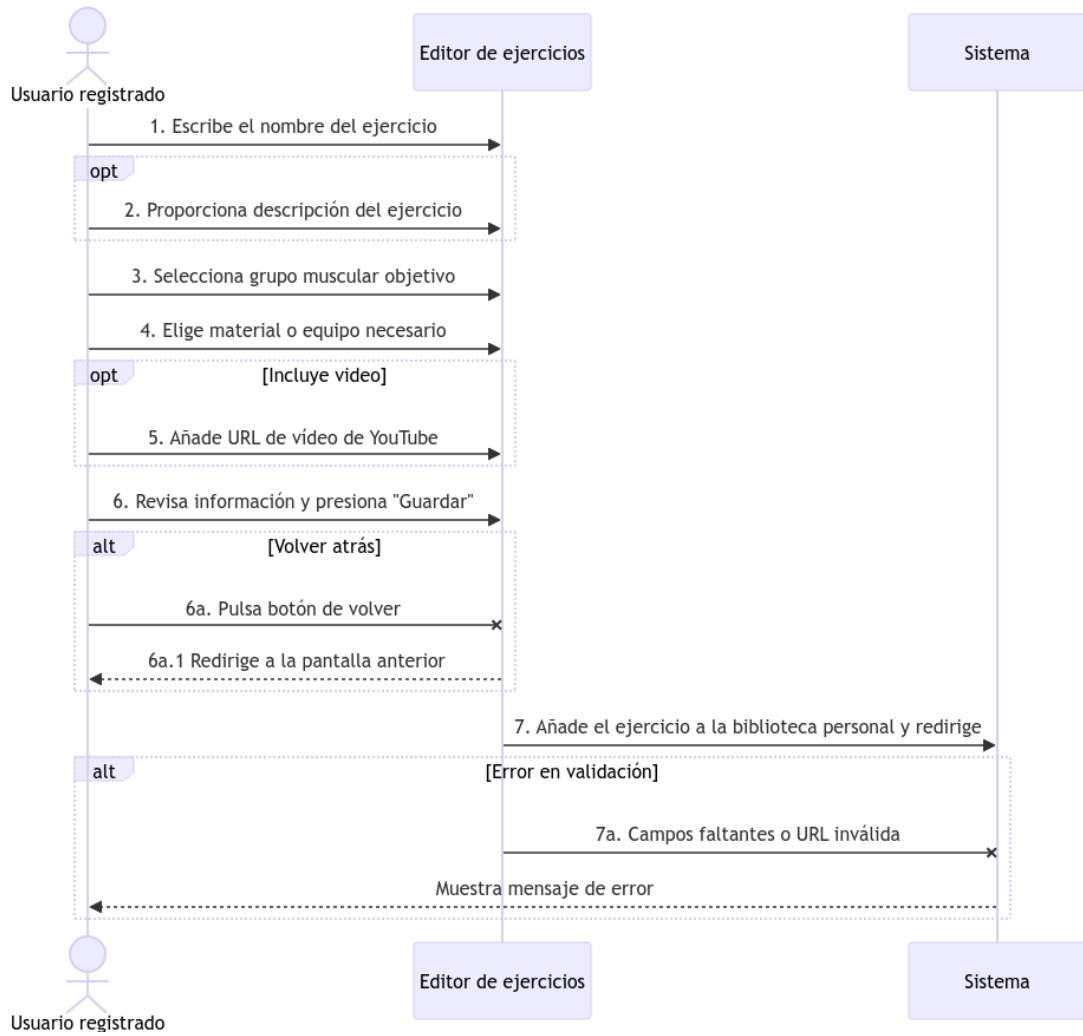 Editor de ejercicios
Sistema
Usuario registrado
1. Escribe el nombre del ejercicio
opt
2. Proporciona descripción del ejercicio
3. Selecciona grupo muscular objetivo
4. Elige material o equipo necesario
opt
[Incluye video]
5. Añade URL de vídeo de YouTube
6. Revisa información y presiona "Guardar"
alt
[Volver atrás]
6a. Pulsa botón de volver
6a.1 Redirige a la pantalla anterior
7. Añade el ejercicio a la biblioteca personal y redirige
alt
[Error en validación]
7a. Campos faltantes o URL inválida
Muestra mensaje de error
Editor de ejercicios
Sistema
Usuario registrado